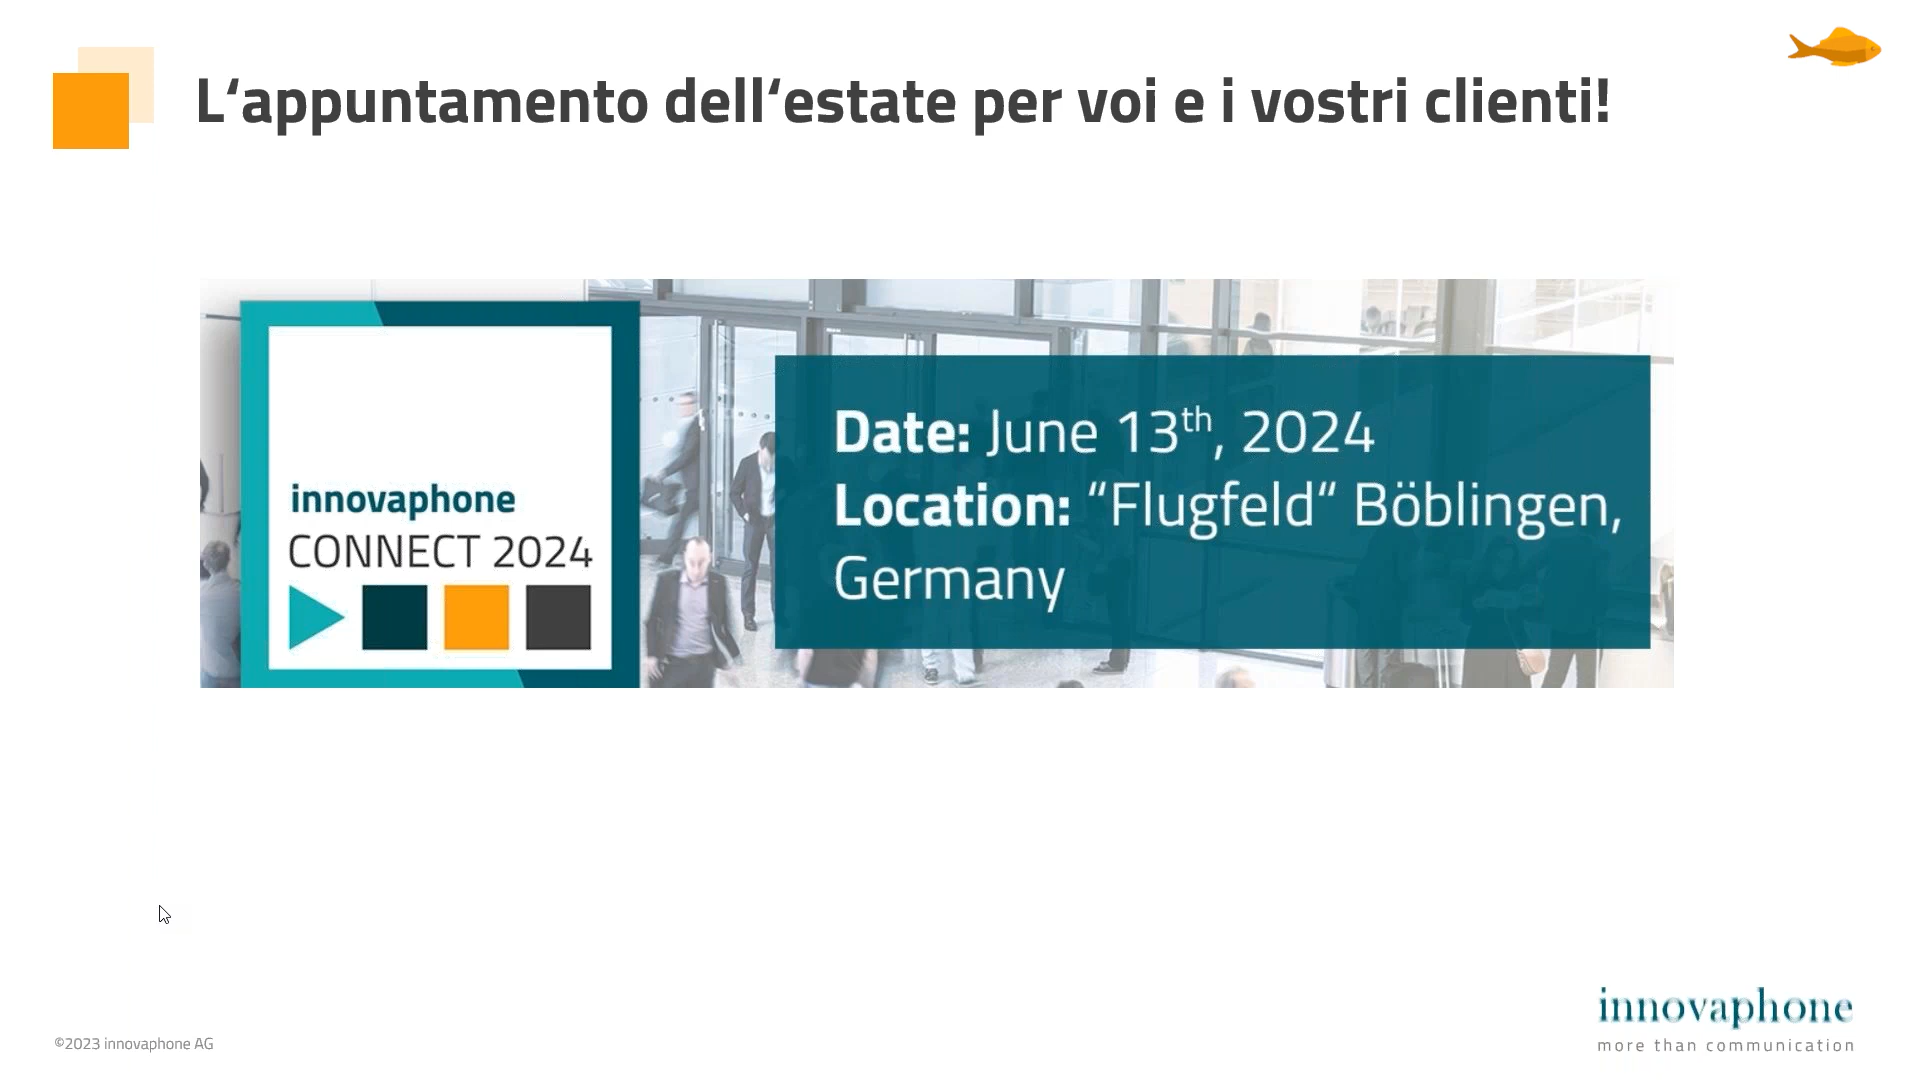 L‘appuntamento dell‘estate per voi e i vostri clienti!
innovaphone
CONNECT 2024
Date: June 13th, 2024
Location: “Flugfeld“ Böblingen,
Germany
©2023 innovaphone AG
innovaphone
more than communication